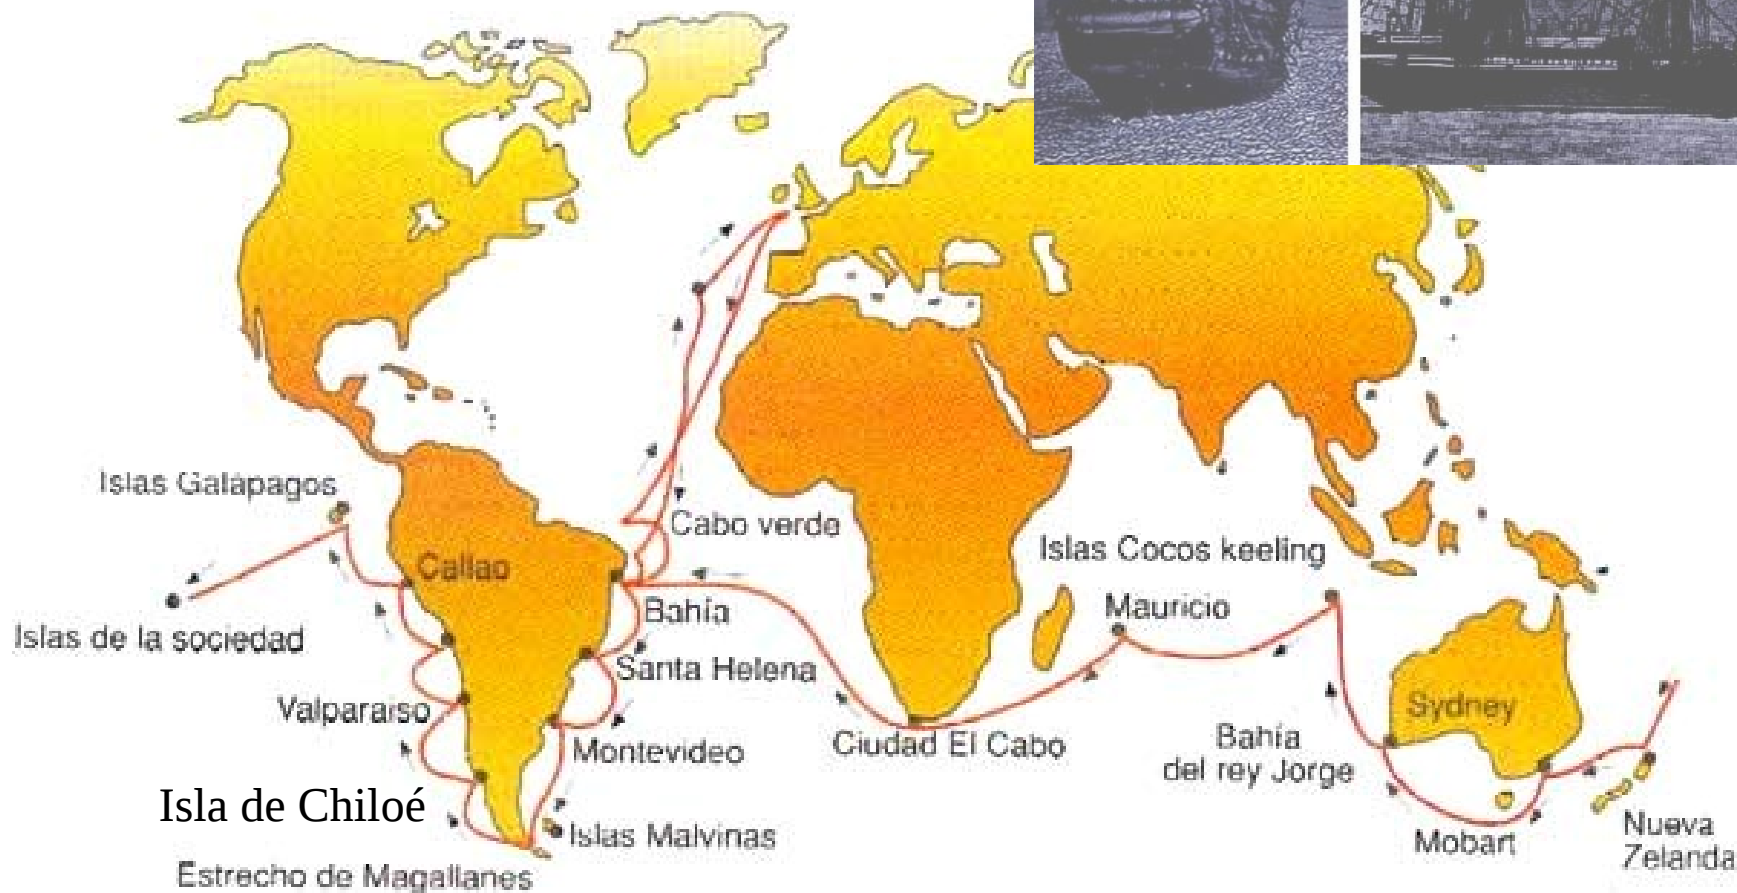 Islas Galápagos
Cabo verde
Callao
Islas Cocos keeling
Bahía
Mauricio
Islas de la sociedad
Santa Helena
Valparaíso
Sydney
Montevideo
Ciudad El Cabo
Bahía
del rey Jorge
Isla de Chiloé
Islas Malvinas
Mobart
Nueva
Zelanda
Estrecho de Magallanes